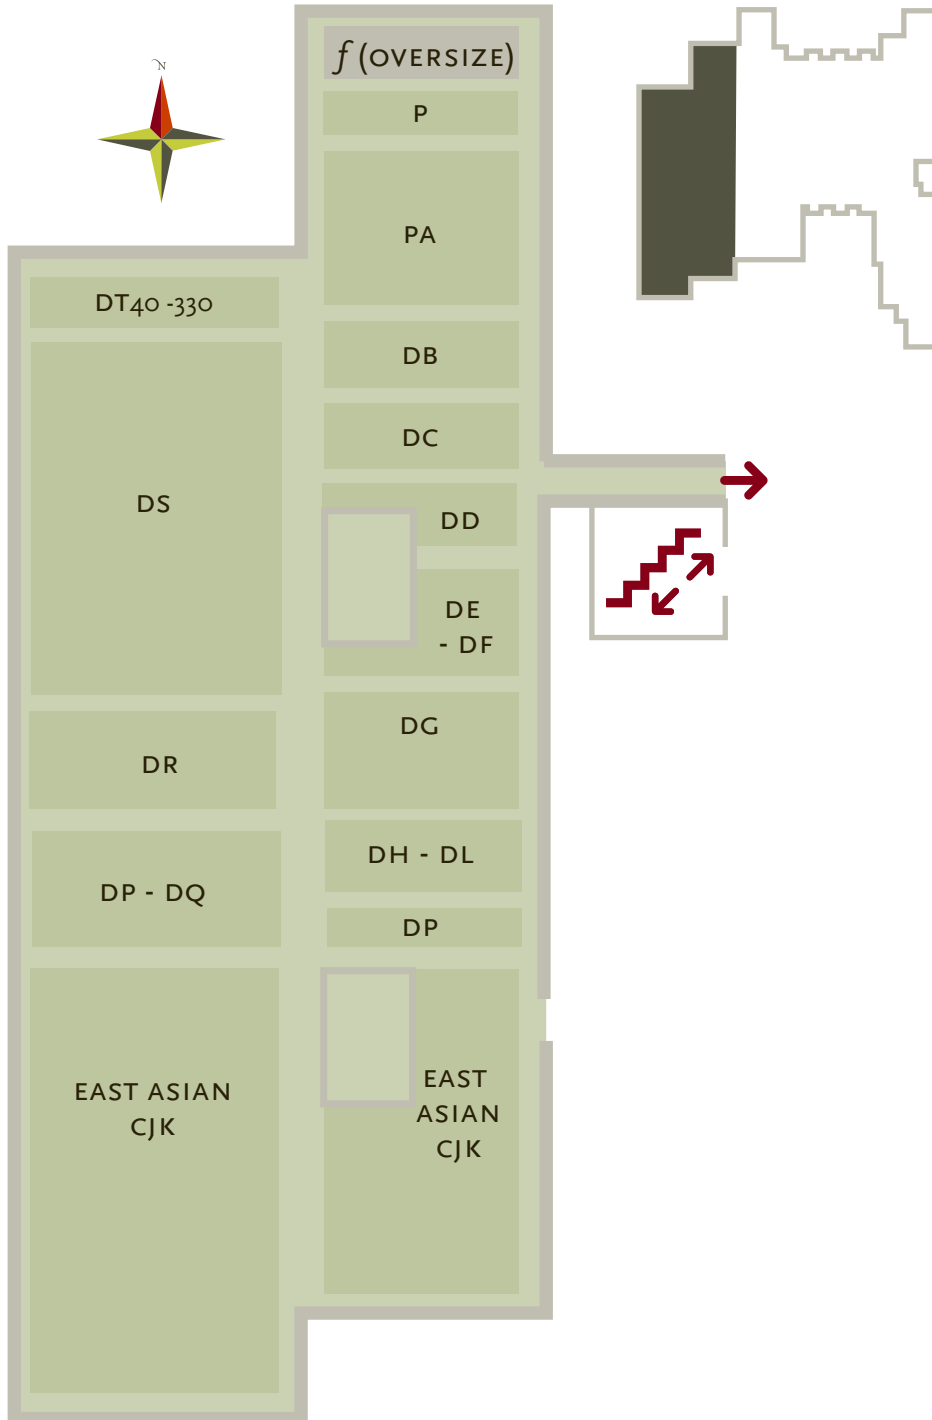 N
f (OVERSIZE)
P
PA
DT40 -330
DB
DC
DS
DD
DE
- DF
DG
DR
DH - DL
DP - DQ
DP
EAST ASIAN
CJK
EAST
ASIAN
CJK